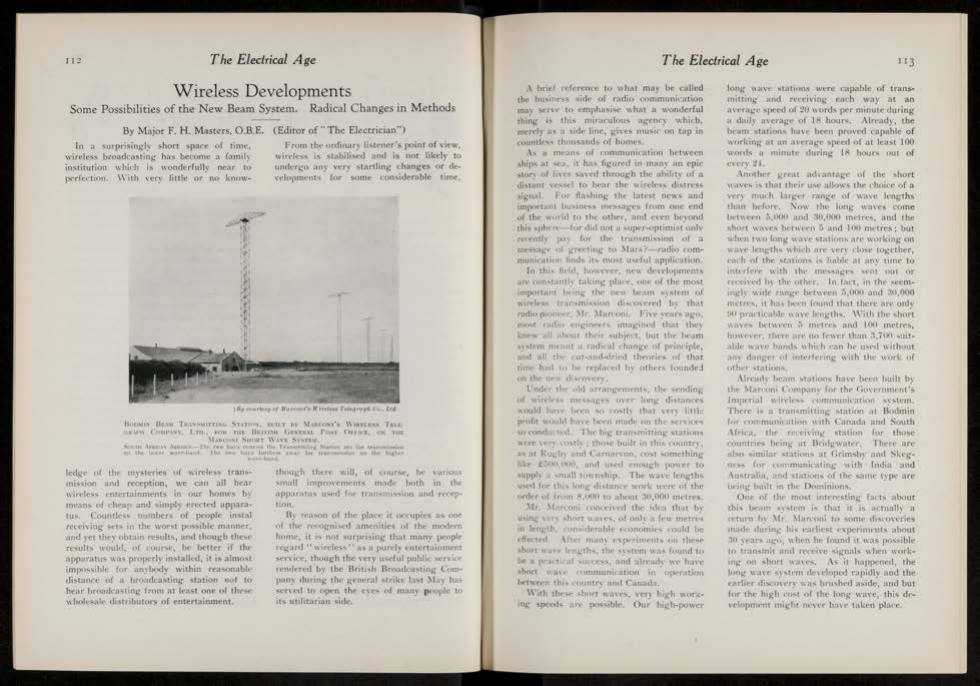 112
The Electrical Age
Wireless Developments
Some Possibilities of the New Beam System. Radical Changes in Methods
By Major F. H. Masters, O.B.E. (Editor of "The Electrician")
In a surprisingly short space of time,
wireless broadcasting has become a family
institution which is wonderfully near to
perfection. With very little or no know-
From the ordinary listener's point of view,
wireless is stabilised and is not likely to
undergo any very startling changes or de-
velopments for some considerable time,
[By courtesy of Marconi's Wireless Telegraph Co., Ltd.
Bodmin Beam Transmitting Station, built by Marconi's Wireless Tele-
graph Company, Ltd., for the British General Post Office, on the
Marconi Short Wave System.
South African Aerials—The two bays nearest the Transmitting Station are for transmission
on the lower wave-band. The two bays furthest away for transmission on the higher
wave-band.
ledge of the mysteries of wireless trans-
mission and reception, we can all hear
wireless entertainments in our homes by
means of cheap and simply erected appara-
tus. Countless numbers of people instal
receiving sets in the worst possible manner,
and yet they obtain results, and though these
results would, of course, be better if the
apparatus was properly installed, it is almost
impossible for anybody within reasonable
distance of a broadcasting station not to
hear broadcasting from at least one of these
wholesale distributors of entertainment.
though there will, of course, be various
small improvements made both in the
apparatus used for transmission and recep-
tion.
By reason of the place it occupies as one
of the recognised amenities of the modern
home, it is not surprising that many people
regard "wireless" as a purely entertainment
service, though the very useful public service
rendered by the British Broadcasting Com-
pany during the general strike last May has
served to open the eyes of many people to
its utilitarian side.
The Electrical Age
113
A brief reference to what may be called
the business side of radio communication
may serve to emphasise what a wonderful
thing is this miraculous agency which,
merely as a side line, gives music on tap in
countless thousands of homes.
As a means of communication between
ships at sea, it has figured in many an epic
story of lives saved through the ability of a
distant vessel to hear the wireless distress
signal. For flashing the latest news and
important business messages from one end
of the world to the other, and even beyond
this sphere—for did not a super-optimist only
recently pay for the transmission of a
message of greeting to Mars?—radio com-
munication finds its most useful application.
In this field, however, new developments
are constantly taking place, one of the most
important being the new beam system of
wireless transmission discovered by that
radio pioneer, Mr. Marconi. Five years ago,
most radio engineers imagined that they
knew all about their subject, but the beam
system meant a radical change of principle,
and all the cut-and-dried theories of that
time had to be replaced by others founded
on the new discovery.
Under the old arrangements, the sending
of wireless messages over long distances
would have been so costly that very little
profit would have been made on the services
so conducted. The big transmitting stations
were very costly; those built in this country,
as at Rugby and Carnarvon, cost something
like £500,000, and used enough power to
supply a small township. The wave lengths
used for this long distance work were of the
order of from 8,000 to about 30,000 metres.
Mr. Marconi conceived the idea that by
using very short waves, of only a few metres
in length, considerable economies could be
effected. After many experiments on these
short wave lengths, the system was found to
be a practical success, and already we have
short wave communication in operation
between this country and Canada.
With these short waves, very high work-
ing speeds are possible. Our high-power
long wave stations were capable of trans-
mitting and receiving each way at an
average speed of 20 words per minute during
a daily average of 18 hours. Already, the
beam stations have been proved capable of
working at an average speed of at least 100
words a minute during 18 hours out of
every 24.
Another great advantage of the short
waves is that their use allows the choice of a
very much larger range of wave lengths
than before. Now the long waves come
between 5,000 and 30,000 metres, and the
short waves between 5 and 100 metres; but
when two long wave stations are working on
wave lengths which are very close together,
each of the stations is liable at any time to
interfere with the messages sent out or
received by the other. In fact, in the seem-
ingly wide range between 5,000 and 30,000
metres, it has been found that there are only
90 practicable wave lengths. With the short
waves between 5 metres and 100 metres,
however, there are no fewer than 3,700 suit-
able wave bands which can be used without
any danger of interfering with the work of
other stations.
Already beam stations have been built by
the Marconi Company for the Government's
Imperial wireless communication system.
There is a transmitting station at Bodmin
for communication with Canada and South
Africa, the receiving station for those
countries being at Bridgwater. There are
also similar stations at Grimsby and Skeg-
ness for communicating with India and
Australia, and stations of the same type are
being built in the Dominions.
One of the most interesting facts about
this beam system is that it is actually a
return by Mr. Marconi to some discoveries
made during his earliest experiments about
30 years ago, when he found it was possible
to transmit and receive signals when work-
ing on short waves. As it happened, the
long wave system developed rapidly and the
earlier discovery was brushed aside, and but
for the high cost of the long wave, this de-
velopment might never have taken place.